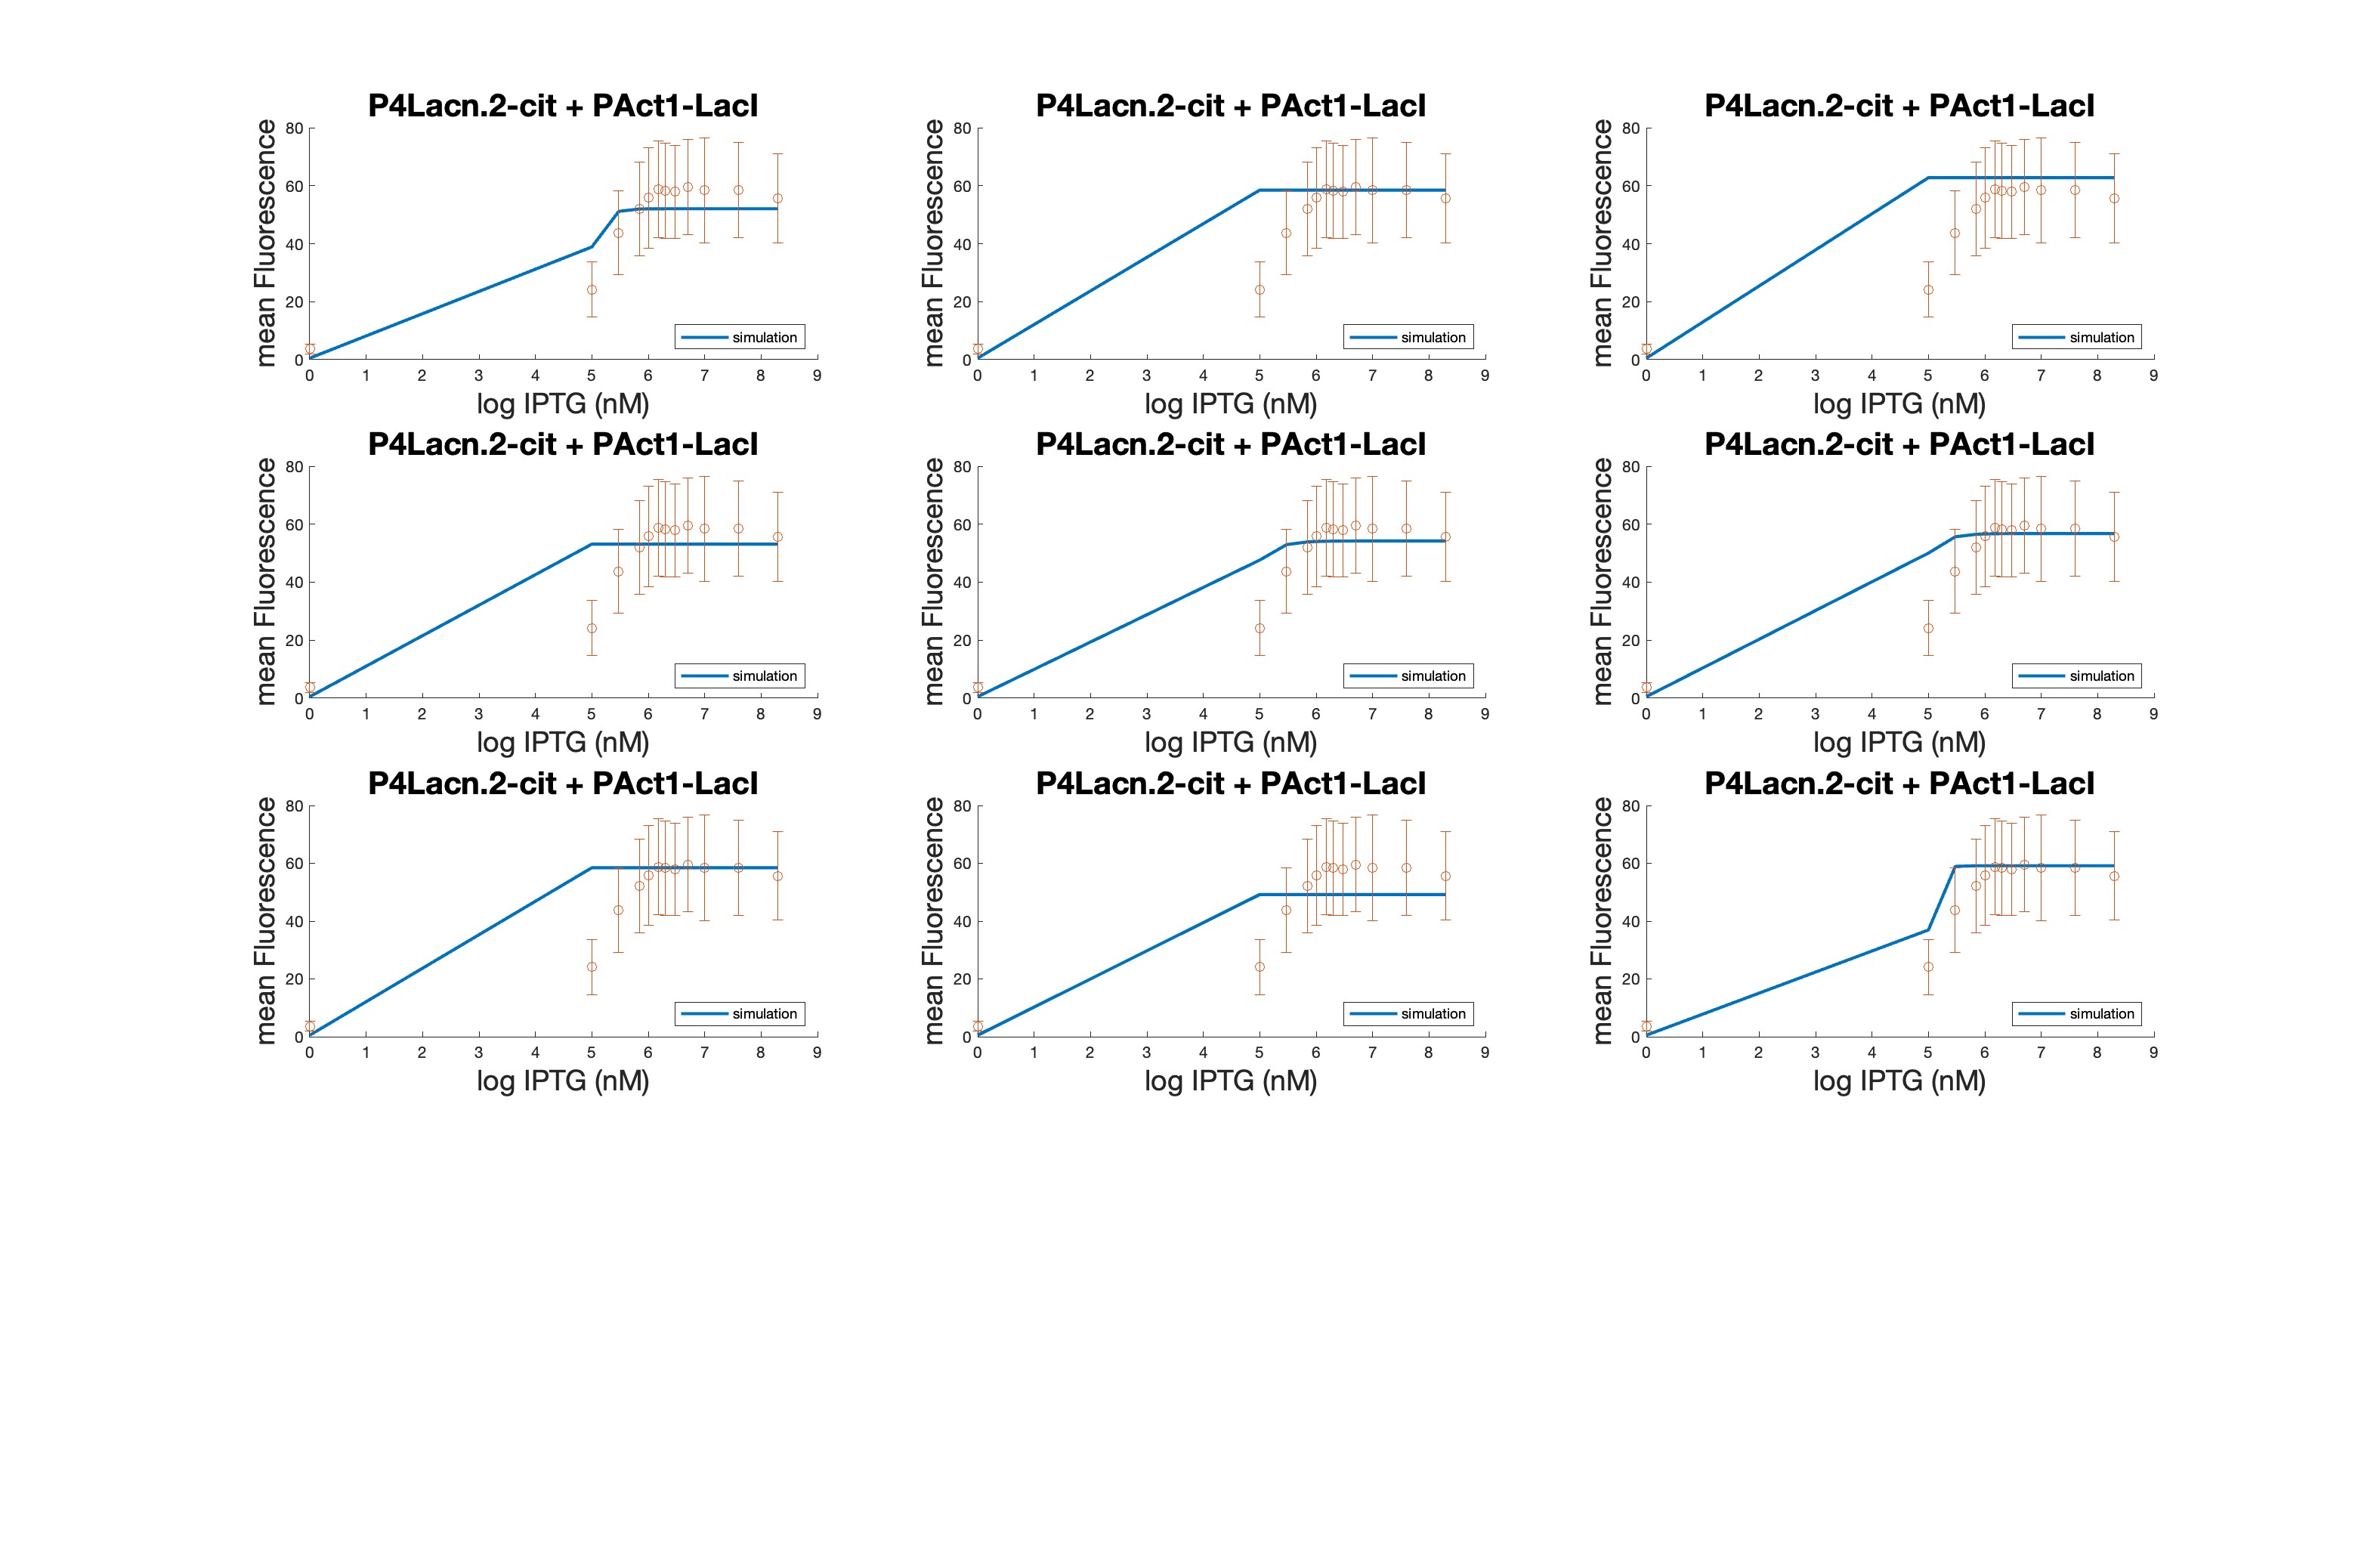 P4Lacn.2-cit + PAct1-LacI
mean Fluorescence
80
60
40
20
0
simulation
0 1 2 3 4 5 6 7 8 9
log IPTG (nM)
P4Lacn.2-cit + PAct1-LacI
mean Fluorescence
80
60
40
20
0
simulation
0 1 2 3 4 5 6 7 8 9
log IPTG (nM)
P4Lacn.2-cit + PAct1-LacI
mean Fluorescence
80
60
40
20
0
simulation
0 1 2 3 4 5 6 7 8 9
log IPTG (nM)
P4Lacn.2-cit + PAct1-LacI
mean Fluorescence
80
60
40
20
0
simulation
0 1 2 3 4 5 6 7 8 9
log IPTG (nM)
P4Lacn.2-cit + PAct1-LacI
mean Fluorescence
80
60
40
20
0
simulation
0 1 2 3 4 5 6 7 8 9
log IPTG (nM)
P4Lacn.2-cit + PAct1-LacI
mean Fluorescence
80
60
40
20
0
simulation
0 1 2 3 4 5 6 7 8 9
log IPTG (nM)
P4Lacn.2-cit + PAct1-LacI
mean Fluorescence
80
60
40
20
0
simulation
0 1 2 3 4 5 6 7 8 9
log IPTG (nM)
P4Lacn.2-cit + PAct1-LacI
mean Fluorescence
80
60
40
20
0
simulation
0 1 2 3 4 5 6 7 8 9
log IPTG (nM)
P4Lacn.2-cit + PAct1-LacI
mean Fluorescence
80
60
40
20
0
simulation
0 1 2 3 4 5 6 7 8 9
log IPTG (nM)